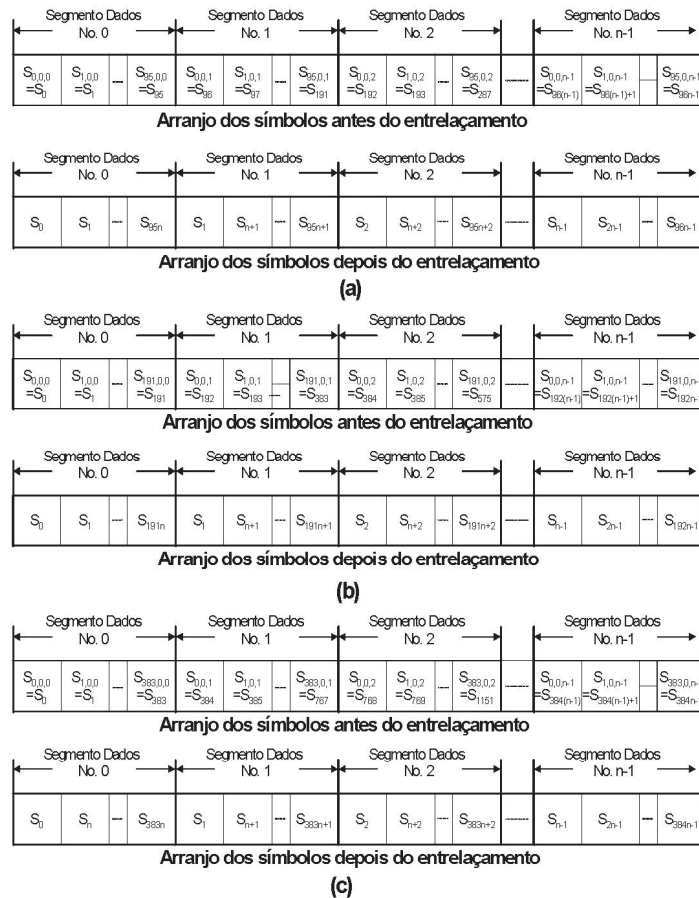 Segmento Dados No. 0 Segmento Dados No. 1 Segmento Dados No. 2 Segmento Dados No. n-1
S0,0,0 =S0 S1,0,0 =S1 ---- S95,0,0 =S95 S0,0,1 =S96 S1,0,1 =S97 ---- S95,0,1 =S191 S0,0,2 =S192 S1,0,2 =S193 ---- S95,0,2 =S287 -------- S0,0,n-1 =S96(n-1) S1,0,n-1 =S96(n-1)+1 S95,0,n-1 =S96n-1
Arranjo dos símbolos antes do entrelaçamento
Segmento Dados No. 0 Segmento Dados No. 1 Segmento Dados No. 2 Segmento Dados No. n-1
S0 S1 ---- S95n S1 Sn+1 ---- S95n+1 S2 Sn+2 ---- S95n+2 -------- Sn-1 S2n-1 ---- S96n-1
Arranjo dos símbolos depois do entrelaçamento
(a)
Segmento Dados No. 0 Segmento Dados No. 1 Segmento Dados No. 2 Segmento Dados No. n-1
S0,0,0 =S0 S1,0,0 =S1 ---- S191,0,0 =S191 S0,0,1 =S192 S1,0,1 =S193 ---- S191,0,1 =S383 S0,0,2 =S384 S1,0,2 =S385 ---- S191,0,2 =S575 -------- S0,0,n-1 =S192(n-1) S1,0,n-1 =S192(n-1)+1 ---- S191,0,n- =S192n-1
Arranjo dos símbolos antes do entrelaçamento
Segmento Dados No. 0 Segmento Dados No. 1 Segmento Dados No. 2 Segmento Dados No. n-1
S0 S1 ---- S191n S1 Sn+1 ---- S191n+1 S2 Sn+2 ---- S191n+2 -------- Sn-1 S2n-1 ---- S192n-1
Arranjo dos símbolos depois do entrelaçamento
(b)
Segmento Dados No. 0 Segmento Dados No. 1 Segmento Dados No. 2 Segmento Dados No. n-1
S0,0,0 =S0 S1,0,0 =S1 ---- S383,0,0 =S383 S0,0,1 =S384 S1,0,1 =S385 ---- S383,0,1 =S767 S0,0,2 =S768 S1,0,2 =S769 ---- S383,0,2 =S1151 -------- S0,0,n-1 =S384(n-1) S1,0,n-1 =S384(n-1)+1 S383,0,n- =S384n-1
Arranjo dos símbolos antes do entrelaçamento
Segmento Dados No. 0 Segmento Dados No. 1 Segmento Dados No. 2 Segmento Dados No. n-1
S0 Sn ---- S383n S1 Sn+1 ---- S383n+1 S2 Sn+2 ---- S383n+2 -------- Sn-1 S2n-1 ---- S384n-1
Arranjo dos símbolos depois do entrelaçamento
(c)